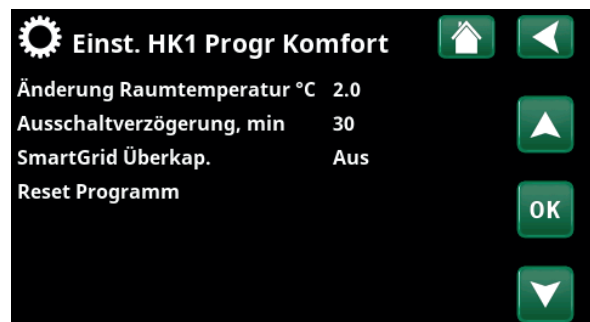 Einst. HK1 Progr Komfort
Änderung Raumtemperatur °C 2.0
Ausschaltverzögerung, min 30
SmartGrid Überkap. Aus
Reset Programm
OK